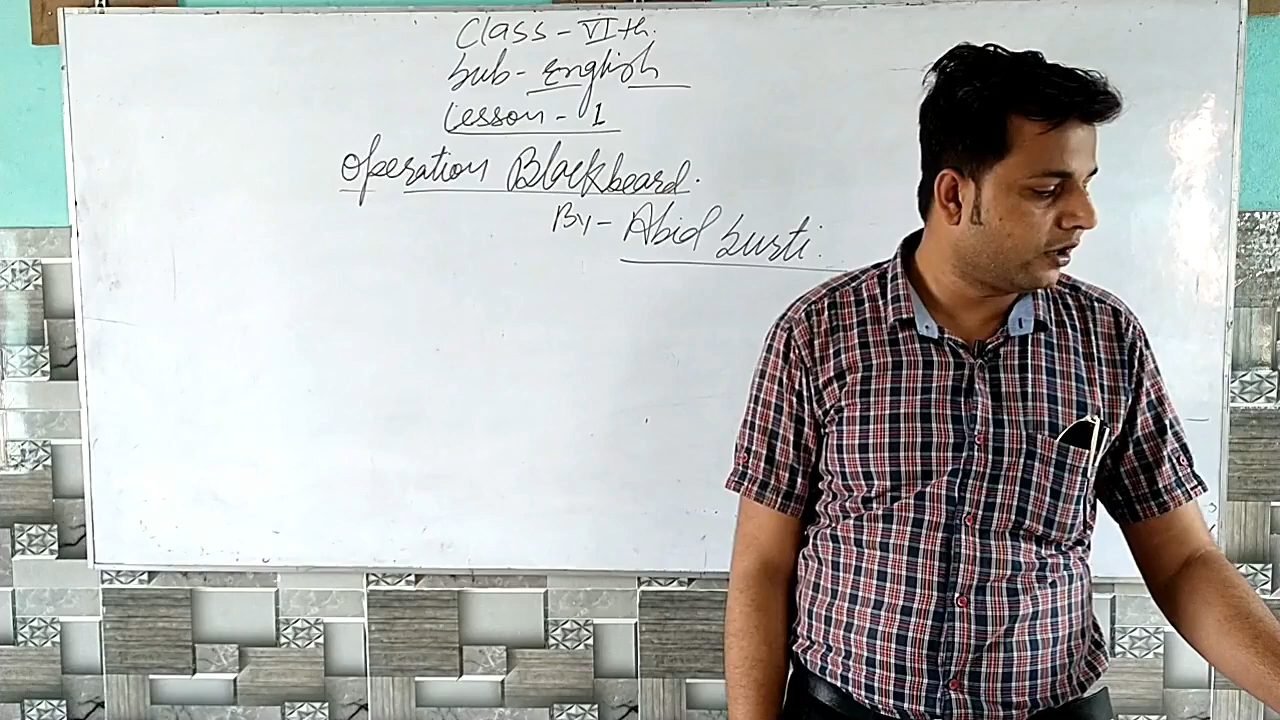 Class - VIth.
Sub - English
Lesson - 1
Operation Blackbeard.
By - Abid Surti.